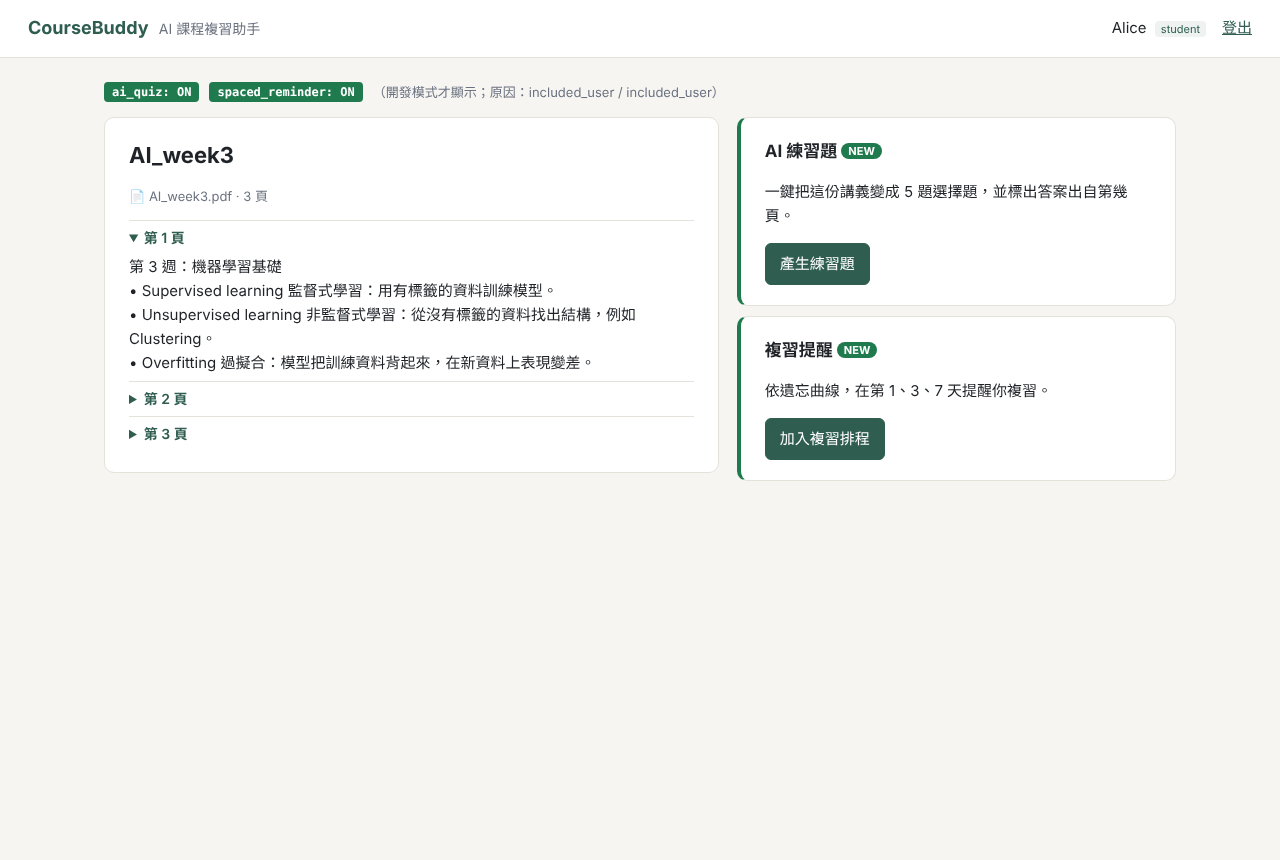 CourseBuddy AI 課程複習助手
Alice student 登出
ai_quiz: ON spaced_reminder: ON （開發模式才顯示；原因：included_user / included_user）
AI_week3
📄 AI_week3.pdf · 3 頁
▼ 第 1 頁
第 3 週：機器學習基礎
• Supervised learning 監督式學習：用有標籤的資料訓練模型。
• Unsupervised learning 非監督式學習：從沒有標籤的資料找出結構，例如
Clustering。
• Overfitting 過擬合：模型把訓練資料背起來，在新資料上表現變差。
▶ 第 2 頁
▶ 第 3 頁
AI 練習題 NEW
一鍵把這份講義變成 5 題選擇題，並標出答案出自第幾
頁。
產生練習題
複習提醒 NEW
依遺忘曲線，在第 1、3、7 天提醒你複習。
加入複習排程